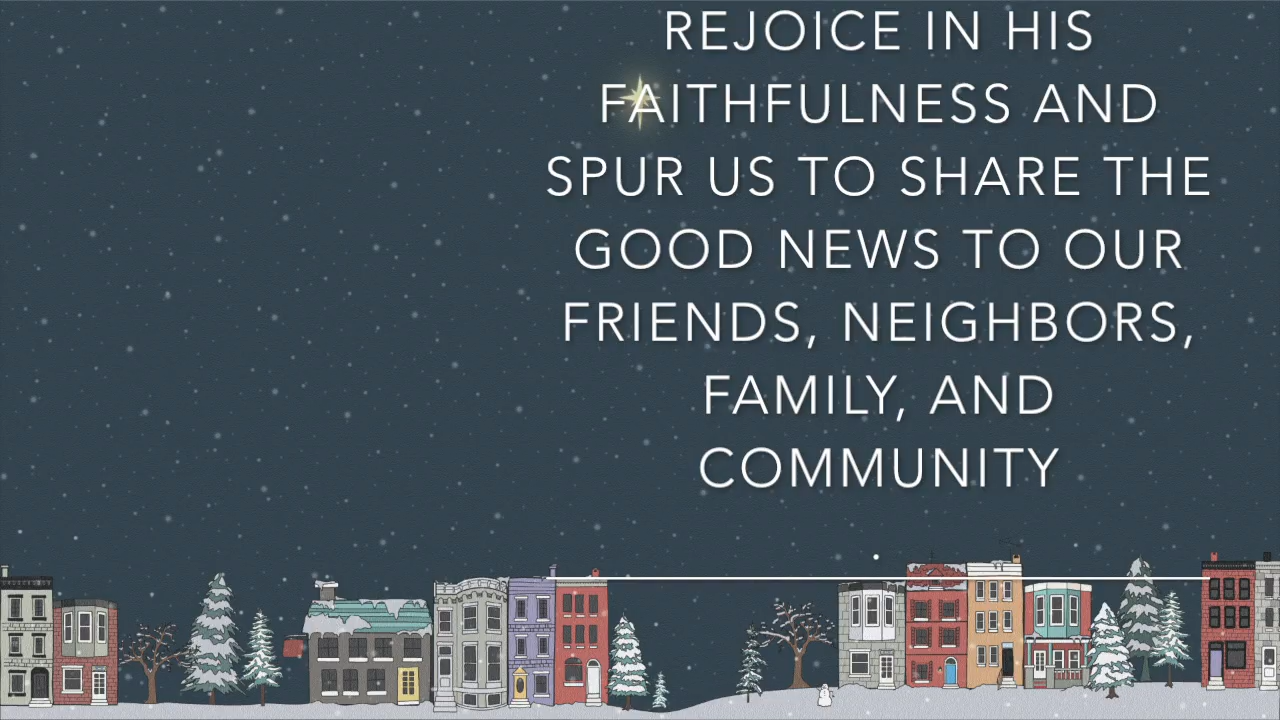 REJOICE IN HIS
FAITHFULNESS AND
SPUR US TO SHARE THE
GOOD NEWS TO OUR
FRIENDS, NEIGHBORS,
FAMILY, AND
COMMUNITY